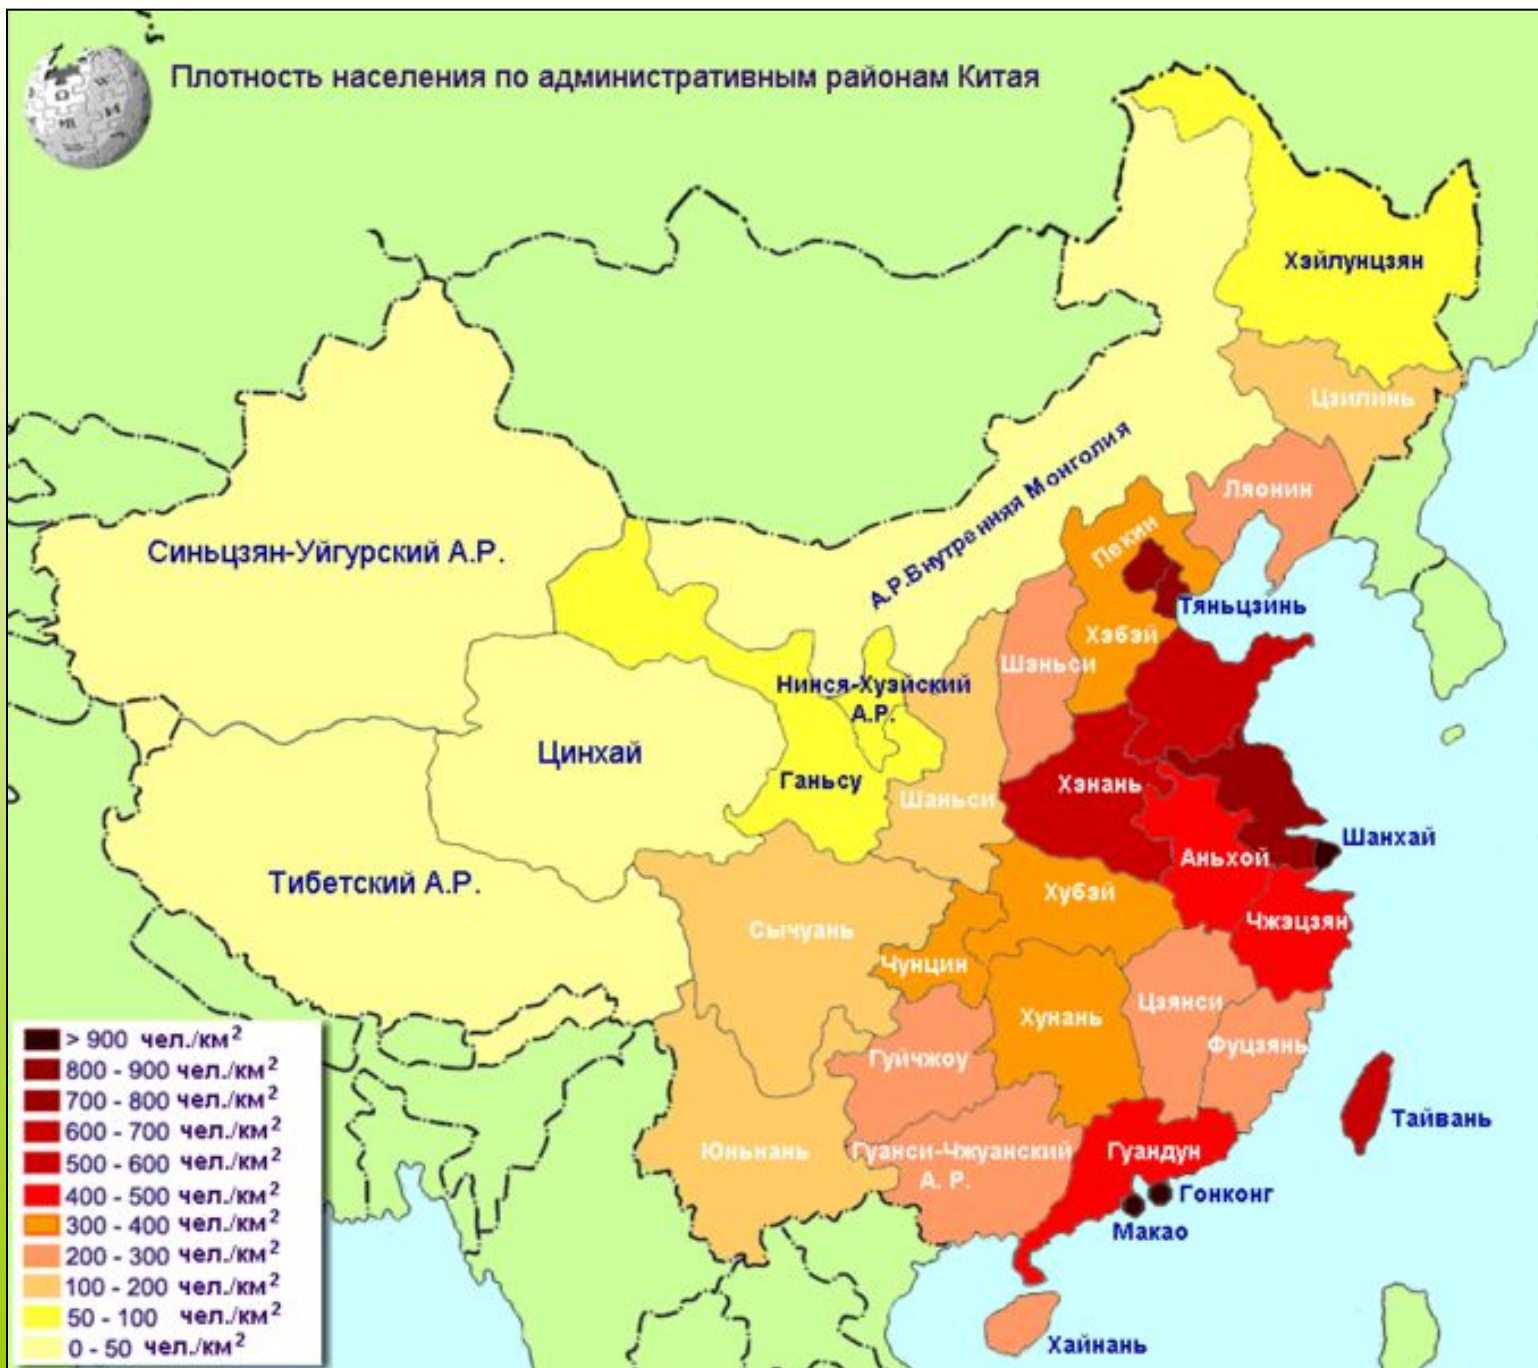 Плотность населения по административным районам Китая
Хэйлунцзян
Цзилинь
Ляонин
А.Р.Внутренняя Монголия
Пекин
Синьцзян-Уйгурский А.Р.
Тяньцзинь
Хэбэй
Шэньси
Нинся-Хуэйский
А.Р.
Цинхай
Ганьсу
Хэнань
Шаньси
Шанхай
Аньхой
Тибетский А.Р.
Хубэй
Чжэцзян
Сычуань
Чунцин
Цзянси
Хунань
Фуцзянь
Гуйчжоу
Тайвань
Юньнань
Гуанси-Чжуанский
А. Р.
Гуандун
Гонконг
Макао
Хайнань
> 900 чел./км²
800 - 900 чел./км²
700 - 800 чел./км²
600 - 700 чел./км²
500 - 600 чел./км²
400 - 500 чел./км²
300 - 400 чел./км²
200 - 300 чел./км²
100 - 200 чел./км²
50 - 100 чел./км²
0 - 50 чел./км²